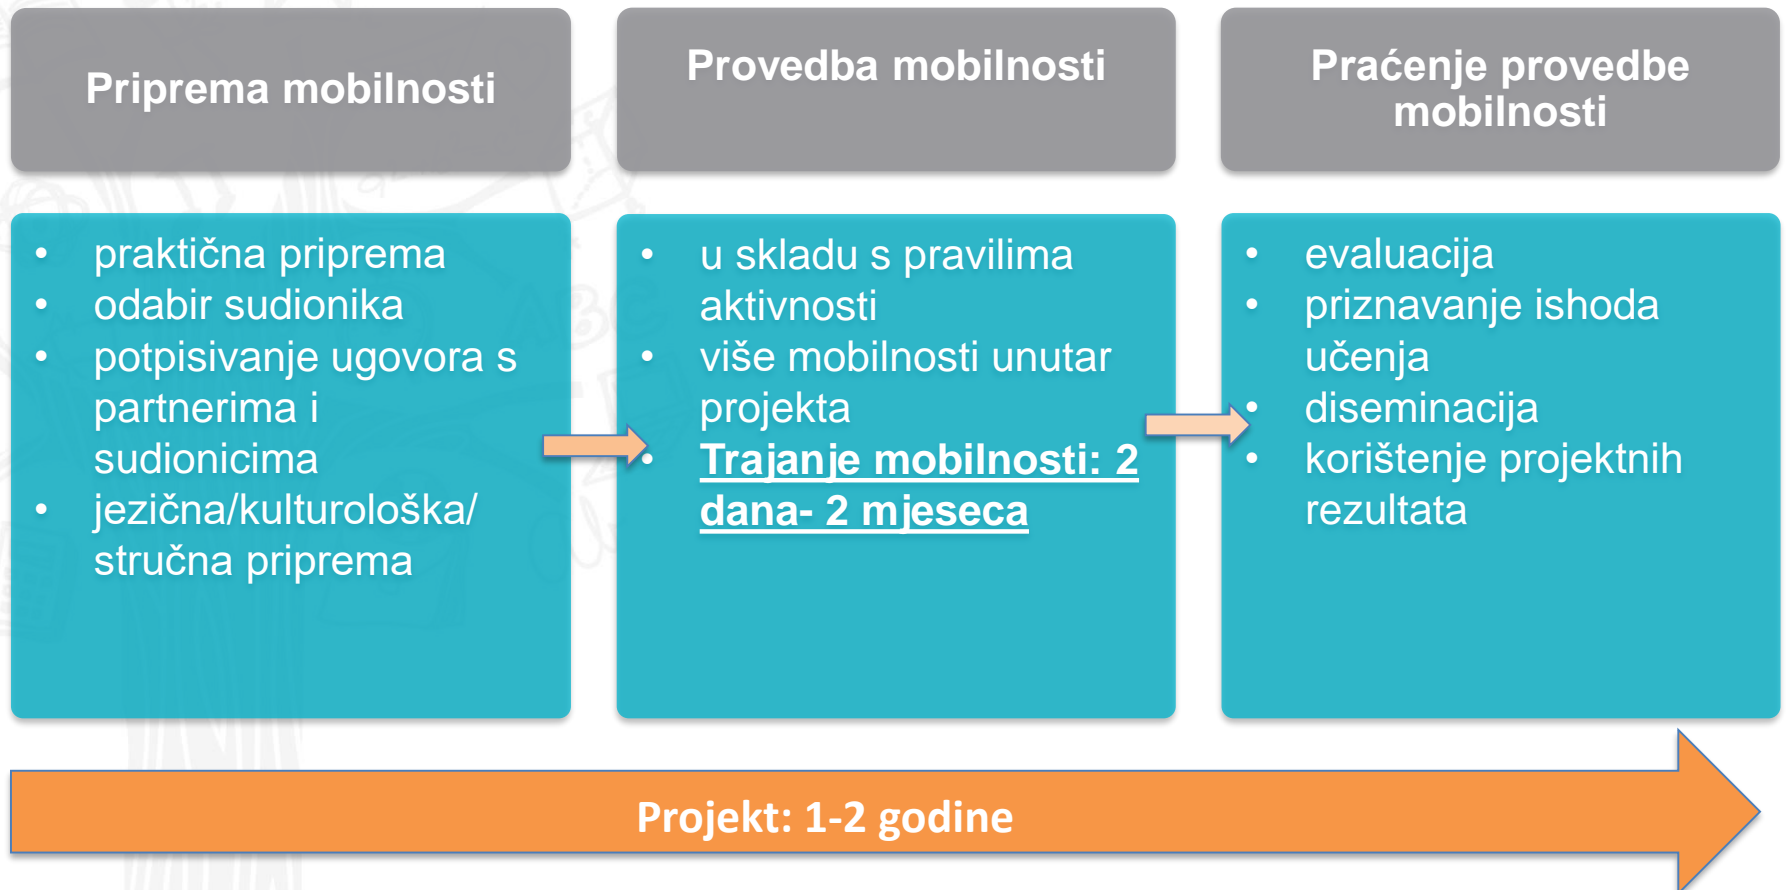 Priprema mobilnosti
• praktična priprema
• odabir sudionika
• potpisivanje ugovora s
partnerima i
sudionicima
• jezična/kulturološka/
stručna priprema
Provedba mobilnosti
• u skladu s pravilima
aktivnosti
• više mobilnosti unutar
projekta
• Trajanje mobilnosti: 2
dana- 2 mjeseca
Praćenje provedbe
mobilnosti
• evaluacija
• priznavanje ishoda
učenja
• diseminacija
• korištenje projektnih
rezultata
Projekt: 1-2 godine
ABC